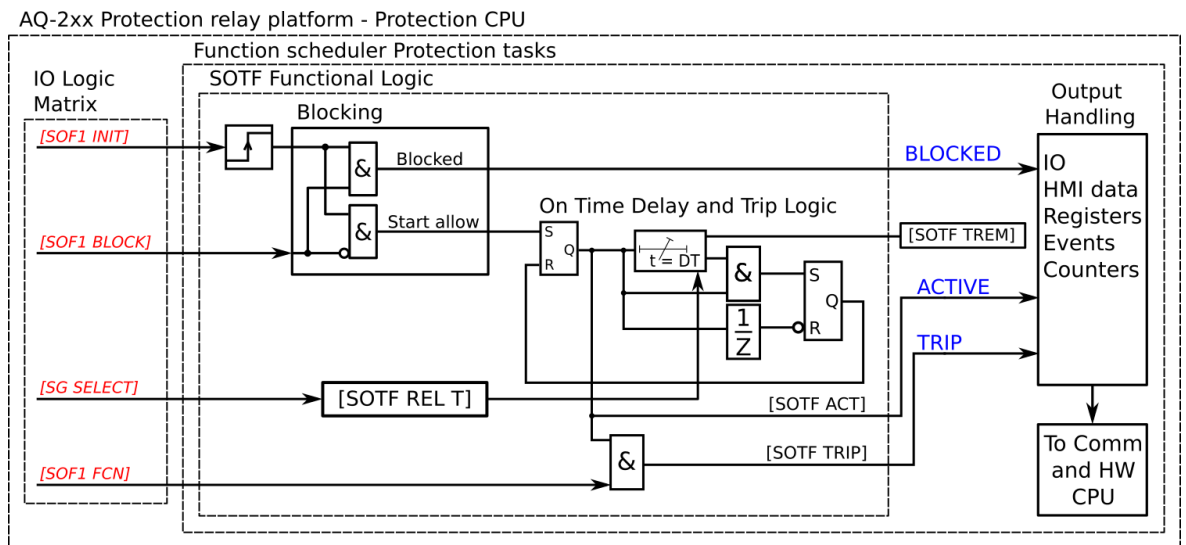 AQ-2xx Protection relay platform - Protection CPU
Function scheduler Protection tasks
SOTF Functional Logic
IO Logic
Matrix
Blocking
Output
Handling
[SOF1 INIT]
&
Blocked
BLOCKED
IO
HMI data
Registers
Events
Counters
[SOF1 BLOCK]
&
Start allow
On Time Delay and Trip Logic
S
Q
R
t = DT
[SOTF TREM]
&
S
Q
R
1
Z
ACTIVE
TRIP
[SG SELECT]
[SOTF REL T]
[SOTF ACT]
[SOF1 FCN]
&
[SOTF TRIP]
To Comm
and HW
CPU